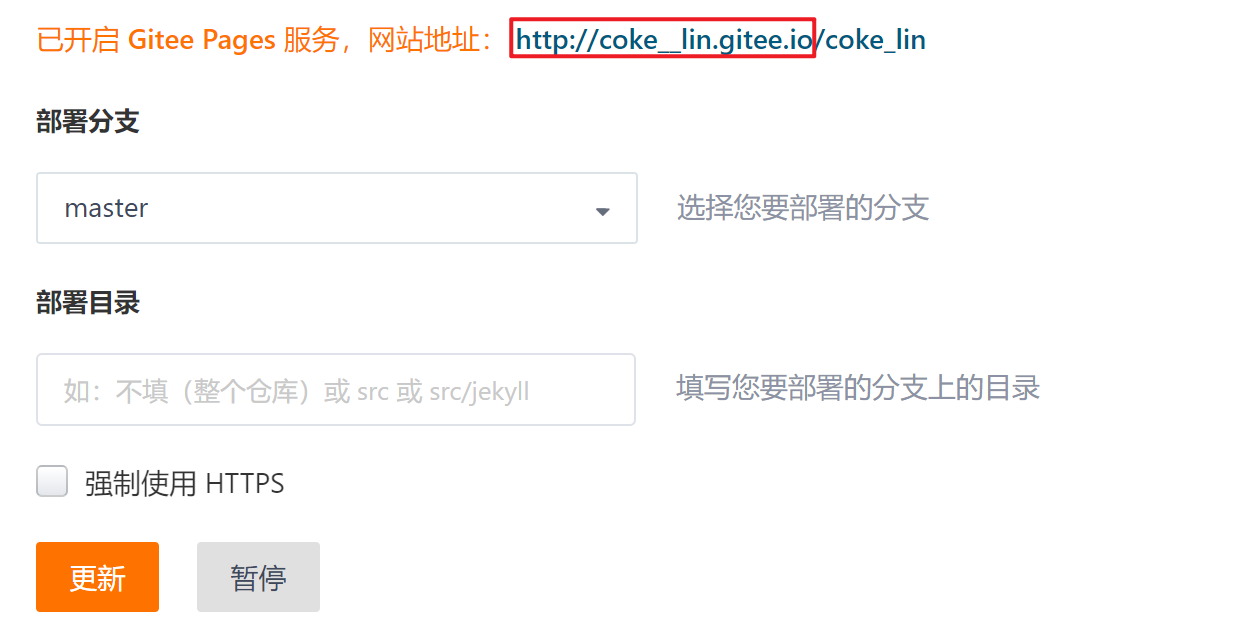 已开启 Gitee Pages 服务，网站地址： http://coke__lin.gitee.io/coke_lin
部署分支
master 选择您要部署的分支
部署目录
如：不填（整个仓库）或 src 或 src/jekyll 填写您要部署的分支上的目录
强制使用 HTTPS
更新 暂停